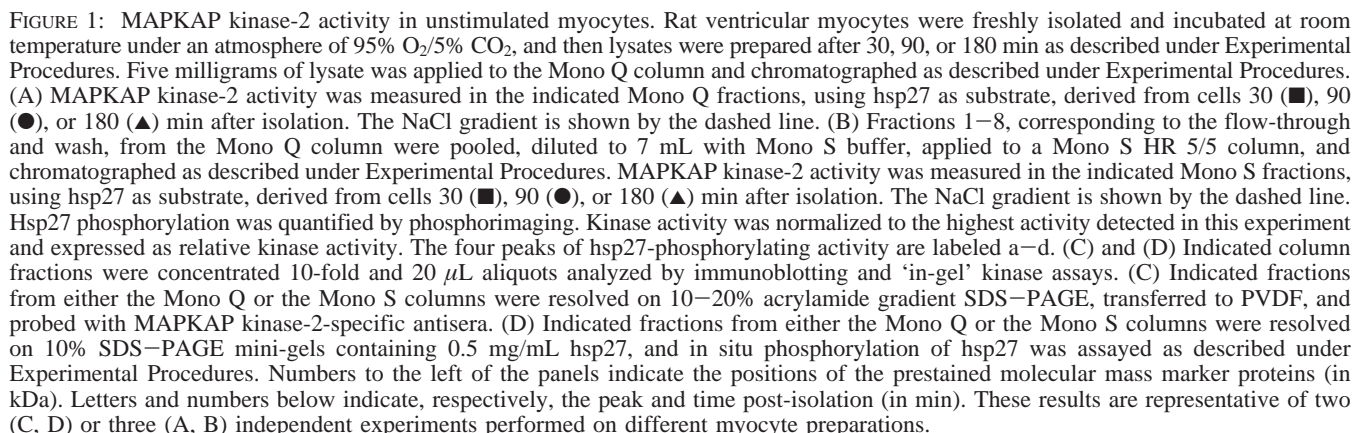 FIGURE 1: MAPKAP kinase-2 activity in unstimulated myocytes. Rat ventricular myocytes were freshly isolated and incubated at room
temperature under an atmosphere of 95% O₂/5% CO₂, and then lysates were prepared after 30, 90, or 180 min as described under Experimental
Procedures. Five milligrams of lysate was applied to the Mono Q column and chromatographed as described under Experimental Procedures.
(A) MAPKAP kinase-2 activity was measured in the indicated Mono Q fractions, using hsp27 as substrate, derived from cells 30 (■), 90
(●), or 180 (▲) min after isolation. The NaCl gradient is shown by the dashed line. (B) Fractions 1−8, corresponding to the flow-through
and wash, from the Mono Q column were pooled, diluted to 7 mL with Mono S buffer, applied to a Mono S HR 5/5 column, and
chromatographed as described under Experimental Procedures. MAPKAP kinase-2 activity was measured in the indicated Mono S fractions,
using hsp27 as substrate, derived from cells 30 (■), 90 (●), or 180 (▲) min after isolation. The NaCl gradient is shown by the dashed line.
Hsp27 phosphorylation was quantified by phosphorimaging. Kinase activity was normalized to the highest activity detected in this experiment
and expressed as relative kinase activity. The four peaks of hsp27-phosphorylating activity are labeled a−d. (C) and (D) Indicated column
fractions were concentrated 10-fold and 20 μL aliquots analyzed by immunoblotting and ‘in-gel’ kinase assays. (C) Indicated fractions
from either the Mono Q or the Mono S columns were resolved on 10−20% acrylamide gradient SDS−PAGE, transferred to PVDF, and
probed with MAPKAP kinase-2-specific antisera. (D) Indicated fractions from either the Mono Q or the Mono S columns were resolved
on 10% SDS−PAGE mini-gels containing 0.5 mg/mL hsp27, and in situ phosphorylation of hsp27 was assayed as described under
Experimental Procedures. Numbers to the left of the panels indicate the positions of the prestained molecular mass marker proteins (in
kDa). Letters and numbers below indicate, respectively, the peak and time post-isolation (in min). These results are representative of two
(C, D) or three (A, B) independent experiments performed on different myocyte preparations.